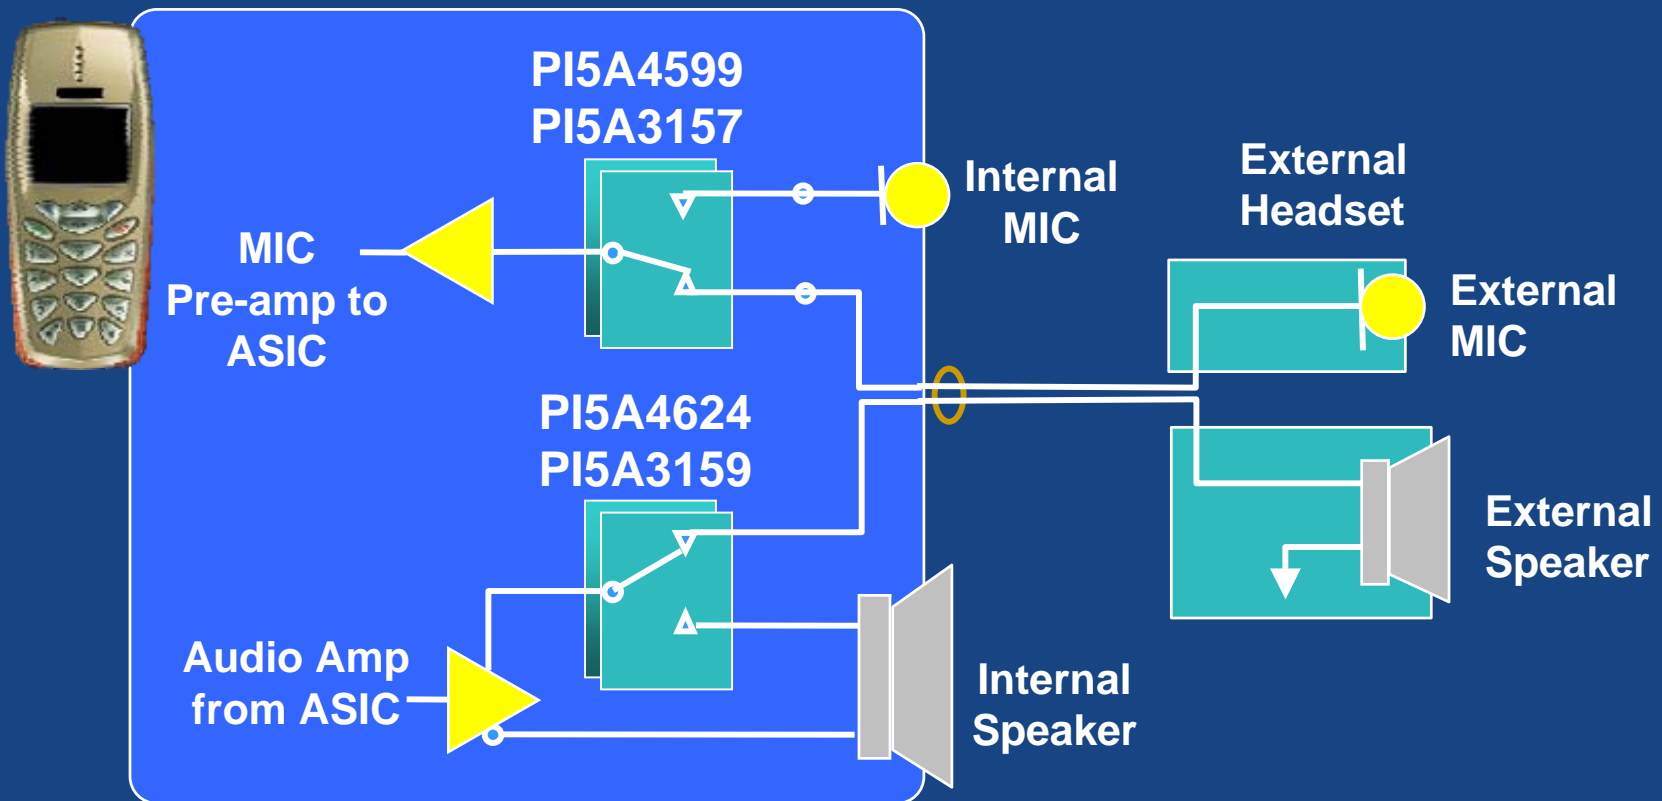 PI5A4599
PI5A3157
Internal
MIC
External
Headset
MIC
Pre-amp to
ASIC
External
MIC
PI5A4624
PI5A3159
External
Speaker
Audio Amp
from ASIC
Internal
Speaker